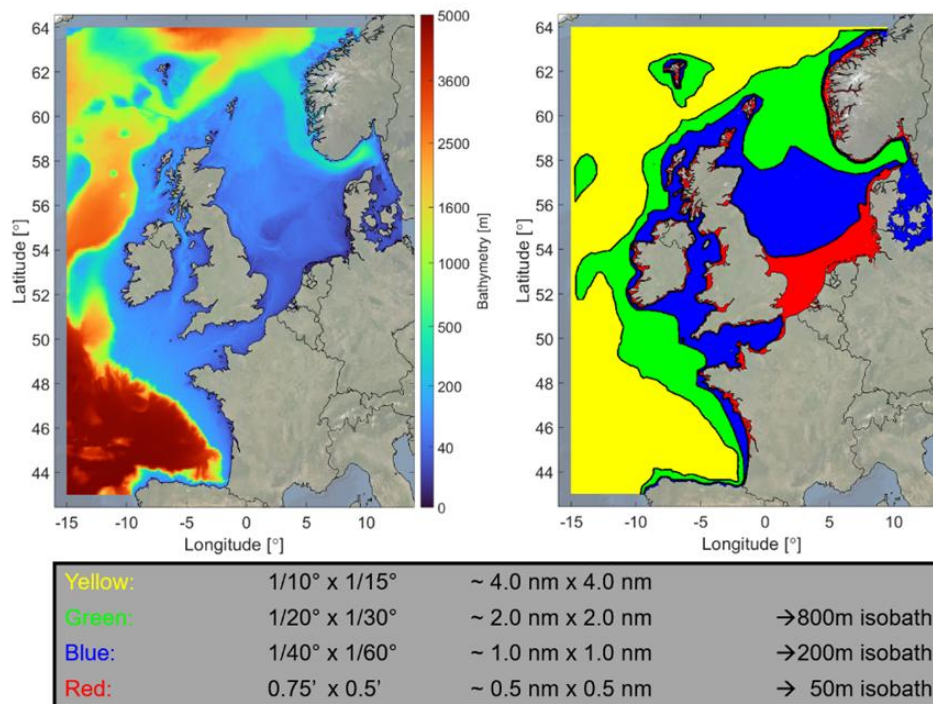 64
62
60
58
56
54
52
50
48
46
44
Latitude [°]
-15 -10 -5 0 5 10
Longitude [°]
5000
3600
2500
1600
1000
500
200
40
0
Bathymetry [m]
64
62
60
58
56
54
52
50
48
46
44
Latitude [°]
-15 -10 -5 0 5 10
Longitude [°]
Yellow: 1/10° x 1/15° ~ 4.0 nm x 4.0 nm
Green: 1/20° x 1/30° ~ 2.0 nm x 2.0 nm →800m isobath
Blue: 1/40° x 1/60° ~ 1.0 nm x 1.0 nm →200m isobath
Red: 0.75' x 0.5' ~ 0.5 nm x 0.5 nm → 50m isobath